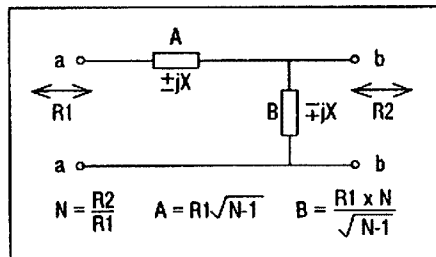 A
a b
±jX
R1 B ∓jX R2
a b
N = R2/R1 A = R1√N-1 B = R1 x N/√N-1